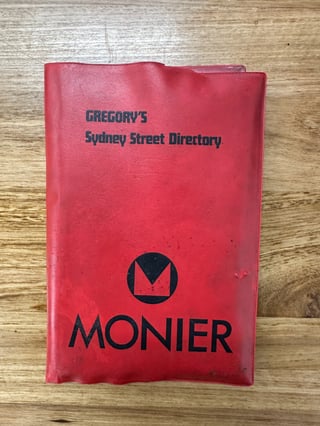 GREGORY'S
Sydney Street Directory
MONIER